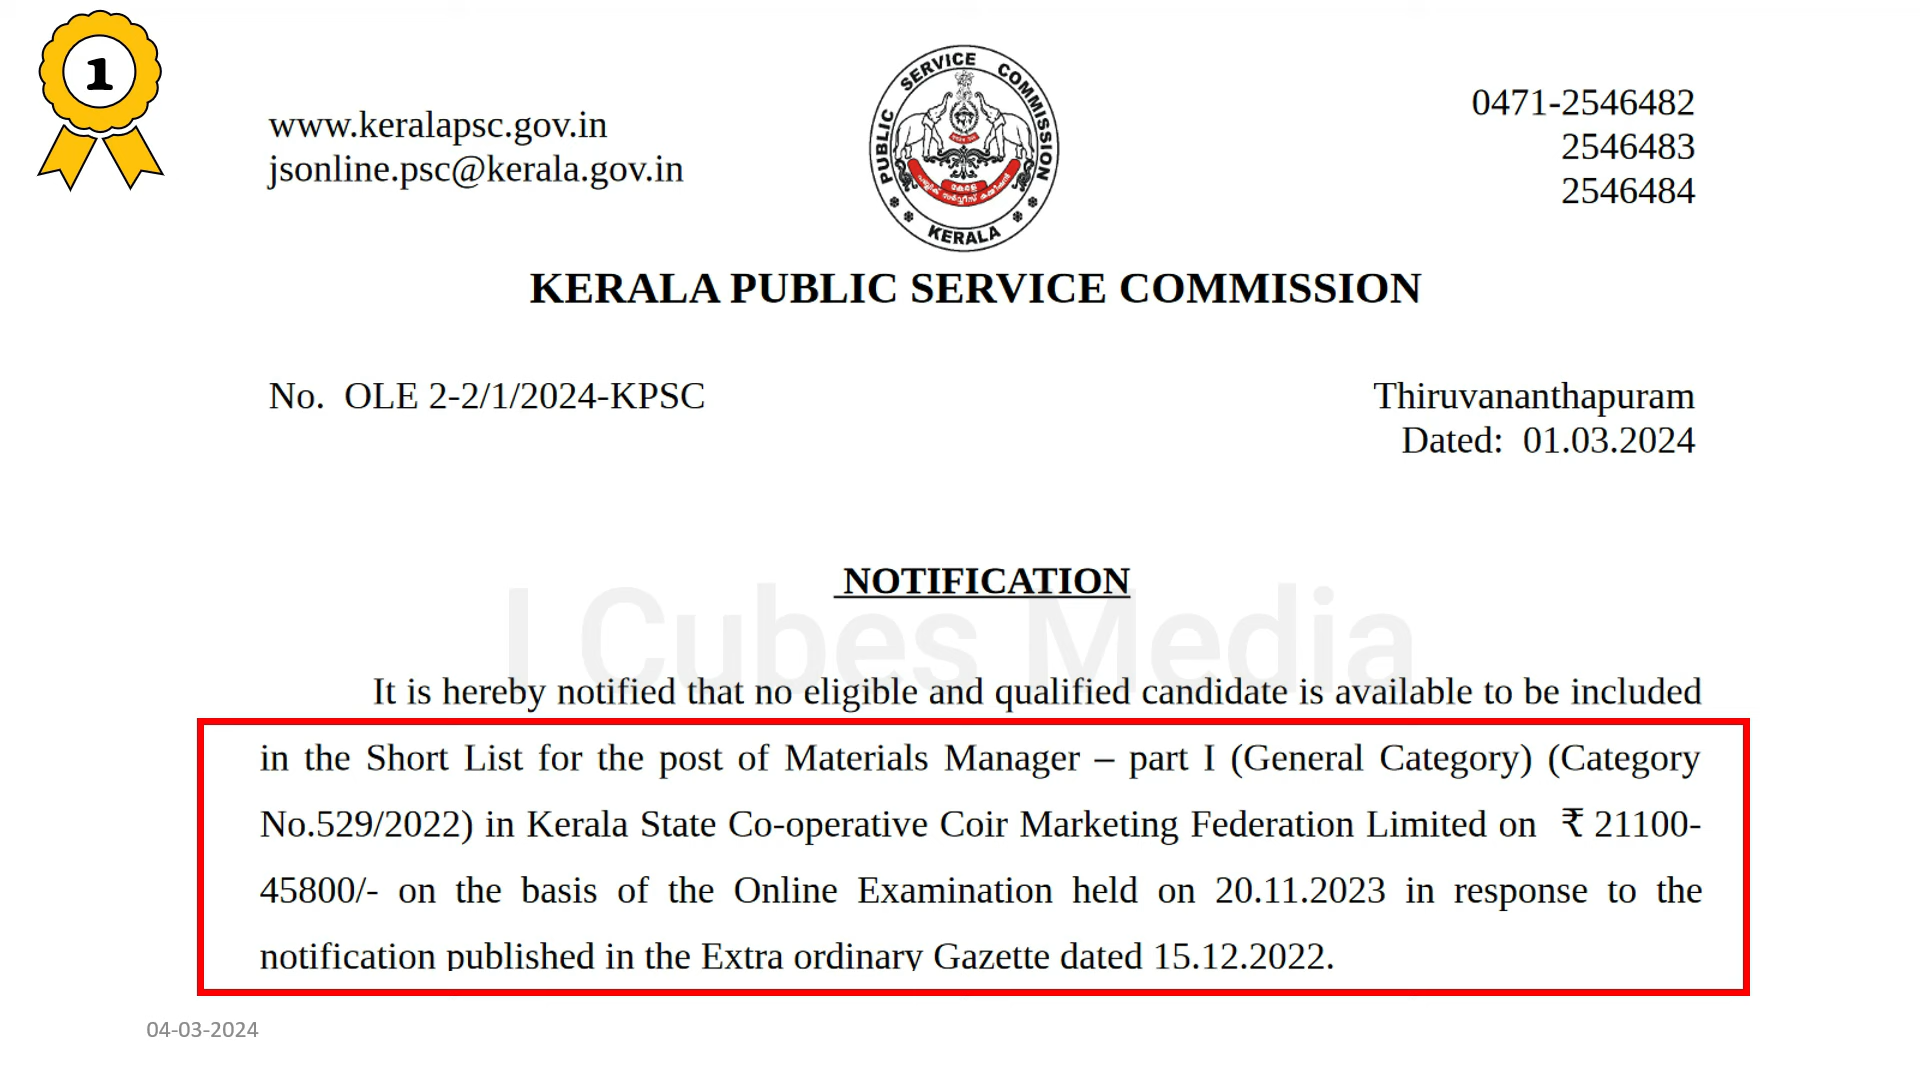 1
www.keralapsc.gov.in
jsonline.psc@kerala.gov.in
PUBLIC SERVICE COMMISSION
കേരള
പബ്ലിക് സർവ്വീസ് കമ്മീഷൻ
KERALA
0471-2546482
2546483
2546484
KERALA PUBLIC SERVICE COMMISSION
No. OLE 2-2/1/2024-KPSC
Thiruvananthapuram
Dated: 01.03.2024
NOTIFICATION
I Cubes Media
It is hereby notified that no eligible and qualified candidate is available to be included
in the Short List for the post of Materials Manager – part I (General Category) (Category
No.529/2022) in Kerala State Co-operative Coir Marketing Federation Limited on ₹ 21100-
45800/- on the basis of the Online Examination held on 20.11.2023 in response to the
notification published in the Extra ordinary Gazette dated 15.12.2022.
04-03-2024